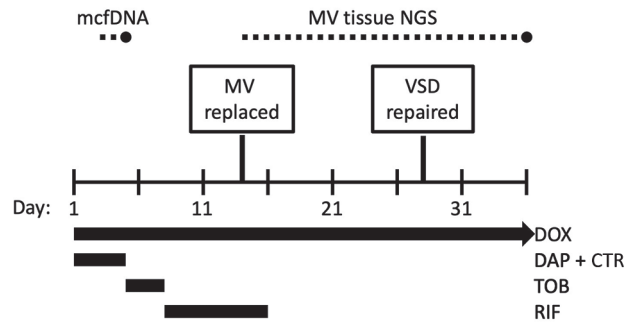 mcfDNA MV tissue NGS
MV VSD
replaced repaired
Day: 1 11 21 31
DOX
DAP + CTR
TOB
RIF